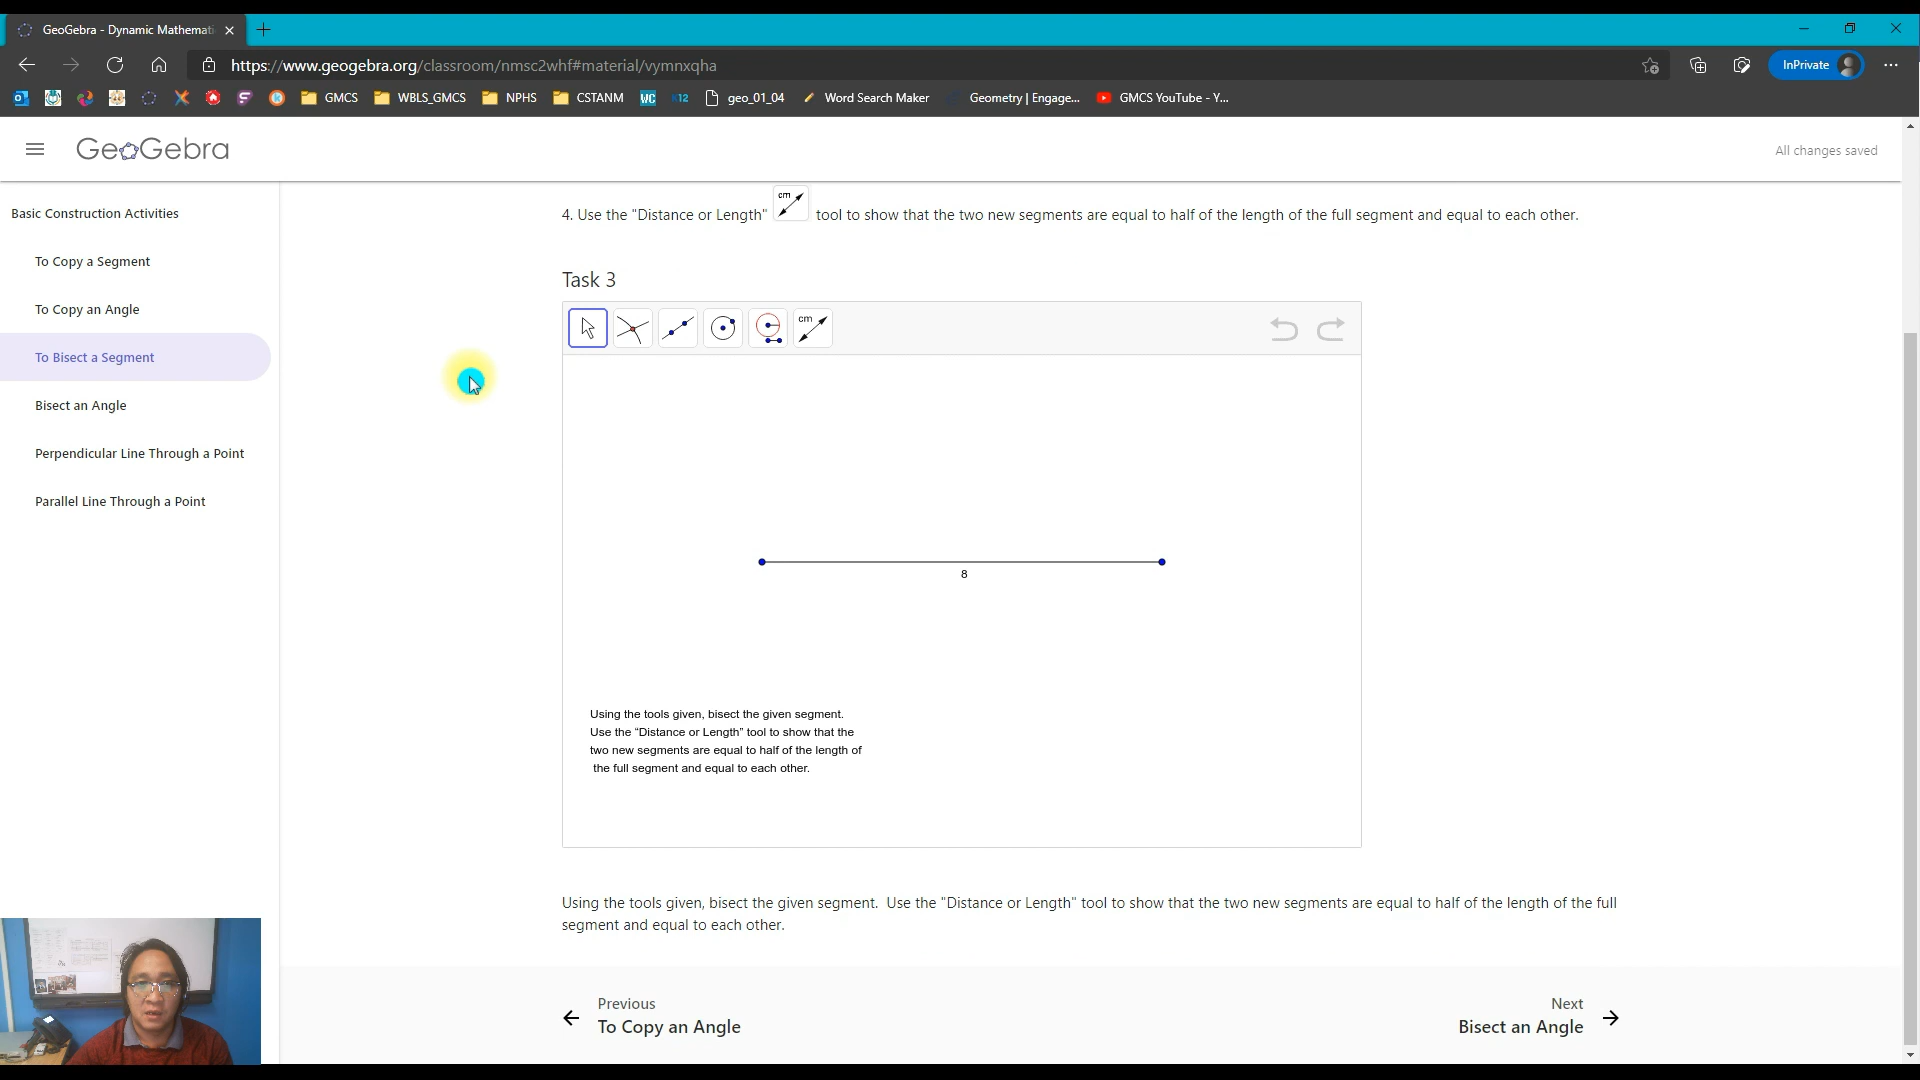 GeoGebra - Dynamic Mathemati
https://www.geogebra.org/classroom/nmsc2whf#material/vymnxqha
InPrivate
GMCS
WBLS_GMCS
NPHS
CSTANM
WC
K12
geo_01_04
Word Search Maker
Geometry | Engage...
GMCS YouTube - Y...
GeoGebra
All changes saved
Basic Construction Activities
To Copy a Segment
To Copy an Angle
To Bisect a Segment
Bisect an Angle
Perpendicular Line Through a Point
Parallel Line Through a Point
4. Use the "Distance or Length" cm tool to show that the two new segments are equal to half of the length of the full segment and equal to each other.
Task 3
cm
8
Using the tools given, bisect the given segment.
Use the “Distance or Length” tool to show that the
two new segments are equal to half of the length of
the full segment and equal to each other.
Using the tools given, bisect the given segment.  Use the "Distance or Length" tool to show that the two new segments are equal to half of the length of the full
segment and equal to each other.
Previous
To Copy an Angle
Next
Bisect an Angle